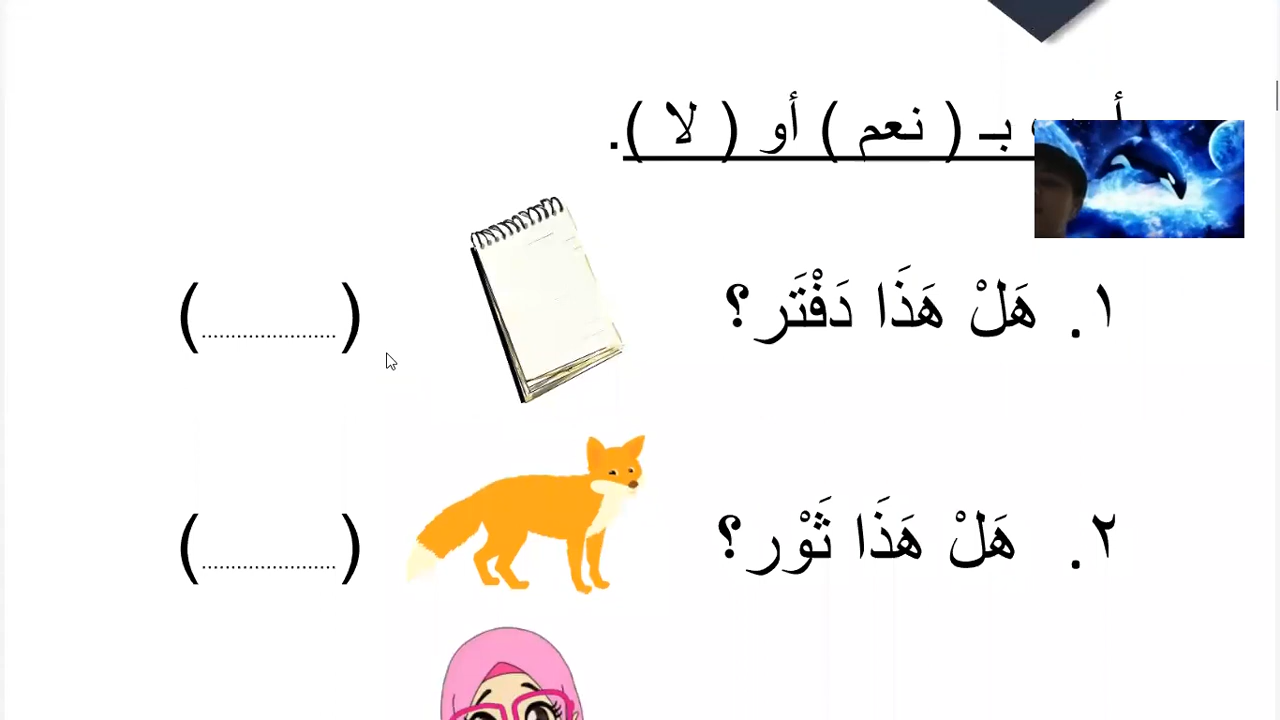 بـ ( نعم ) أو ( لا ).
١. هَلْ هَذَا دَفْتَر؟ (......................)
٢. هَلْ هَذَا ثَوْر؟ (......................)